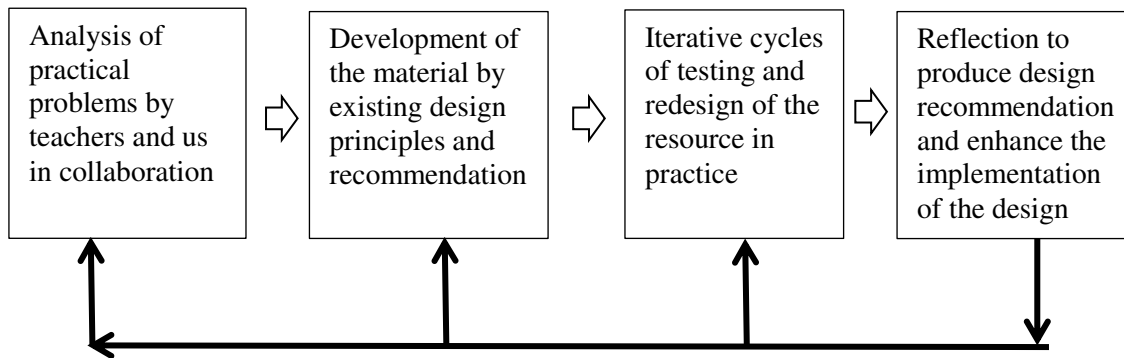 Analysis of
practical
problems by
teachers and us
in collaboration
Development of
the material by
existing design
principles and
recommendation
Iterative cycles
of testing and
redesign of the
resource in
practice
Reflection to
produce design
recommendation
and enhance the
implementation
of the design